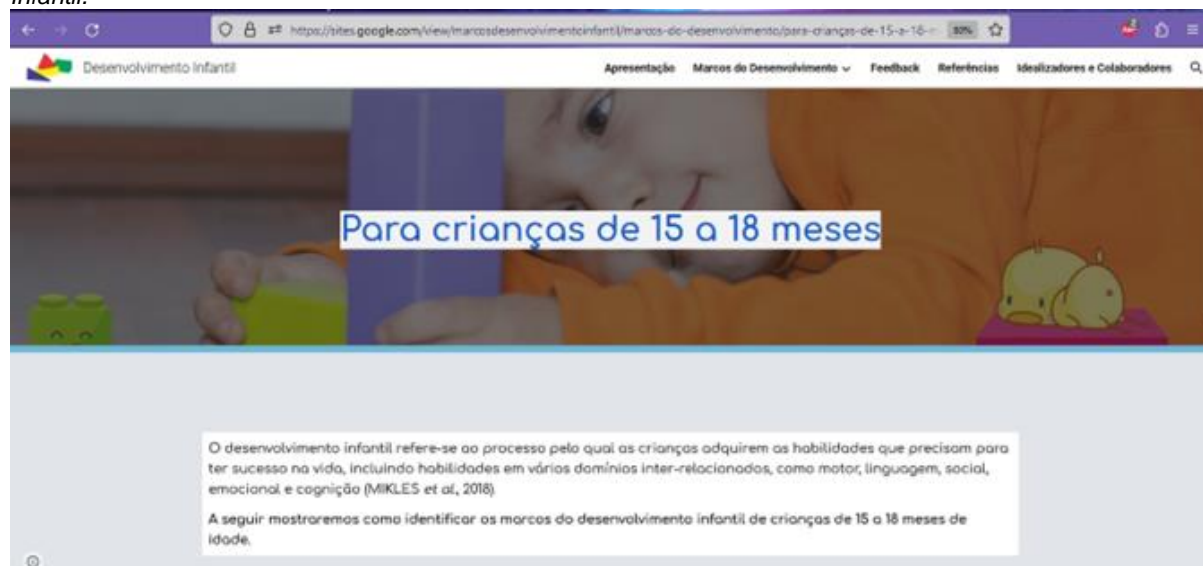 infantil.
https://sites.google.com/view/marcosdesenvolvimentoinfantil/marcos-do-desenvolvimento/para-crianças-de-15-a-18-
80%
Desenvolvimento Infantil
Apresentação Marcos do Desenvolvimento Feedback Referências Idealizadores e Colaboradores
Para crianças de 15 a 18 meses
O desenvolvimento infantil refere-se ao processo pelo qual as crianças adquirem as habilidades que precisam para
ter sucesso na vida, incluindo habilidades em vários domínios inter-relacionados, como motor, linguagem, social,
emocional e cognição (MIKLES et al., 2018).
A seguir mostraremos como identificar os marcos do desenvolvimento infantil de crianças de 15 a 18 meses de
idade.